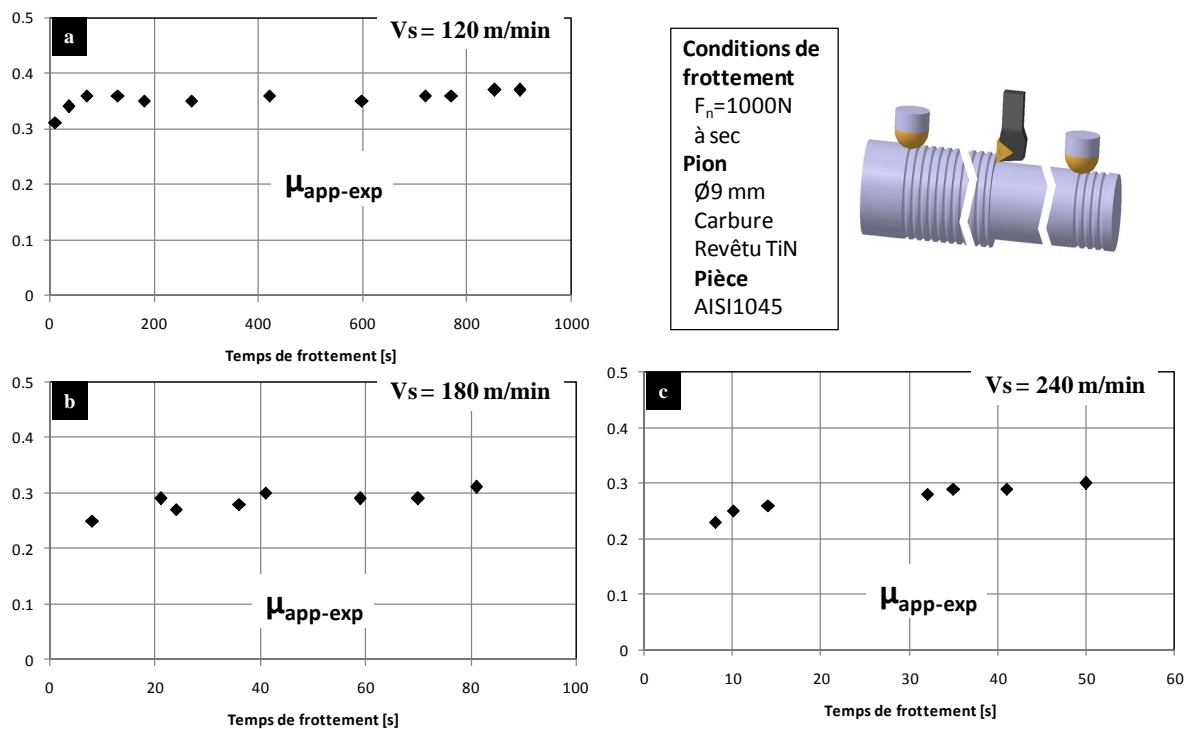 a
Vs = 120 m/min
0.5
0.4
0.3
0.2
0.1
0
μapp-exp
0 200 400 600 800 1000
Temps de frottement [s]
Conditions de
frottement
Fn=1000N
à sec
Pion
Ø9 mm
Carbure
Revêtu TiN
Pièce
AISI1045
b
Vs = 180 m/min
0.5
0.4
0.3
0.2
0.1
0
μapp-exp
0 20 40 60 80 100
Temps de frottement [s]
c
Vs = 240 m/min
0.5
0.4
0.3
0.2
0.1
0
μapp-exp
0 10 20 30 40 50 60
Temps de frottement [s]